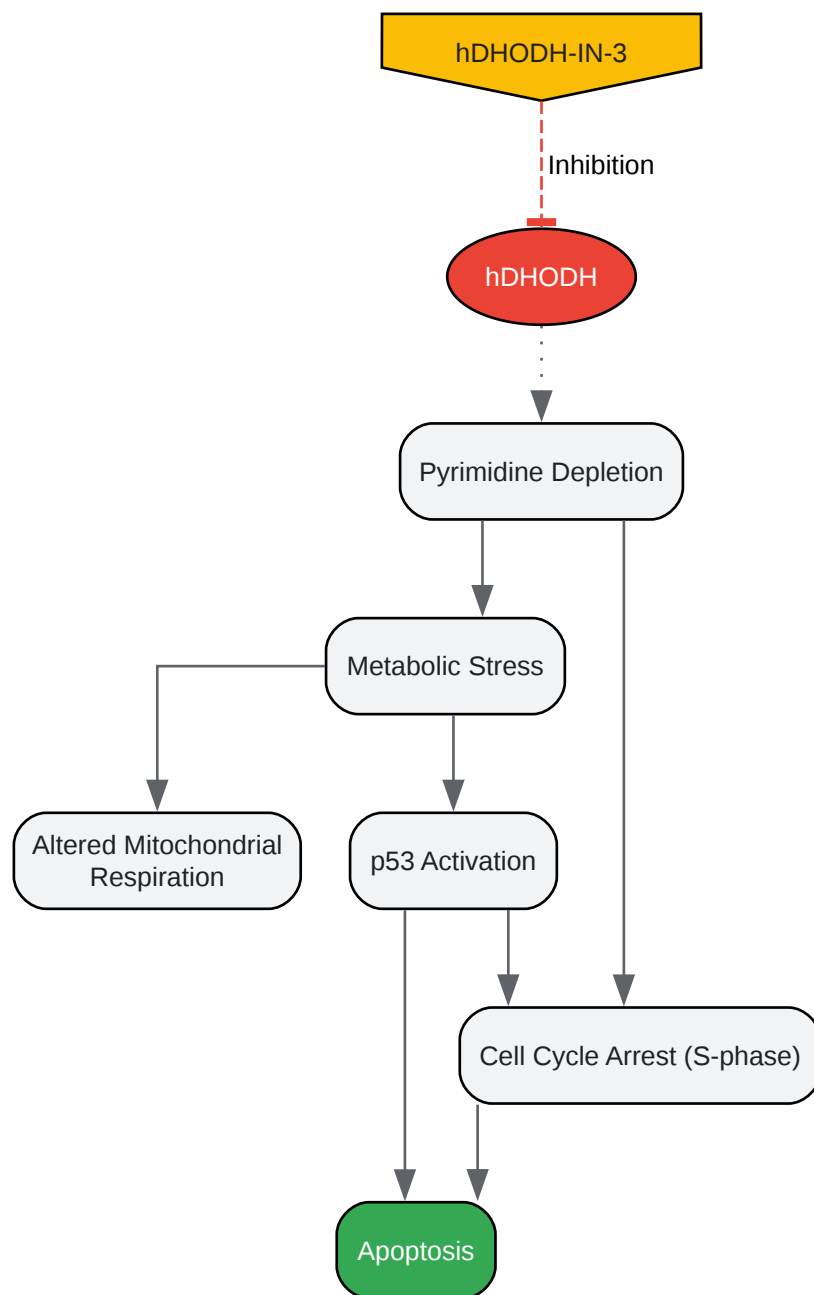 hDHODH-IN-3
Inhibition
hDHODH
Pyrimidine Depletion
Metabolic Stress
Altered Mitochondrial
Respiration
p53 Activation
Cell Cycle Arrest (S-phase)
Apoptosis